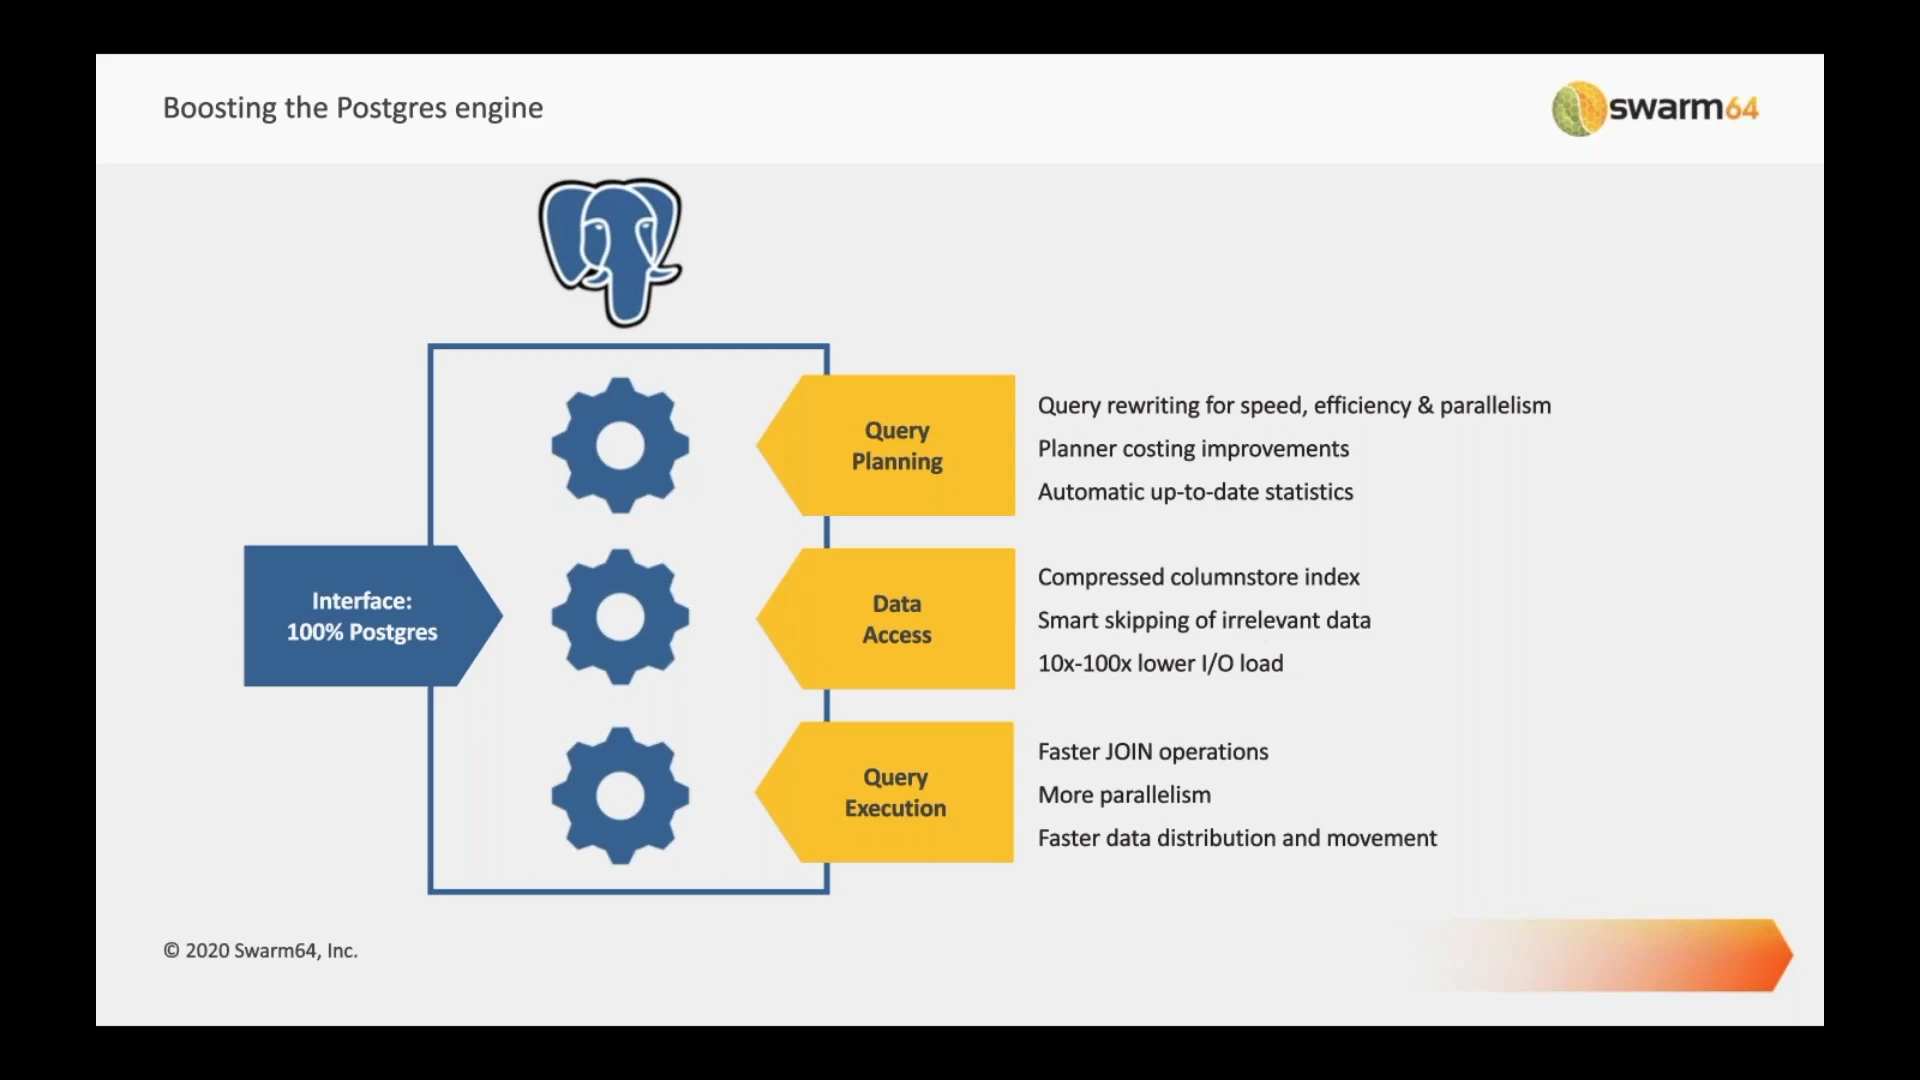 Boosting the Postgres engine
swarm64
Query
Planning
Query rewriting for speed, efficiency & parallelism
Planner costing improvements
Automatic up-to-date statistics
Interface:
100% Postgres
Data
Access
Compressed columnstore index
Smart skipping of irrelevant data
10x-100x lower I/O load
Query
Execution
Faster JOIN operations
More parallelism
Faster data distribution and movement
© 2020 Swarm64, Inc.